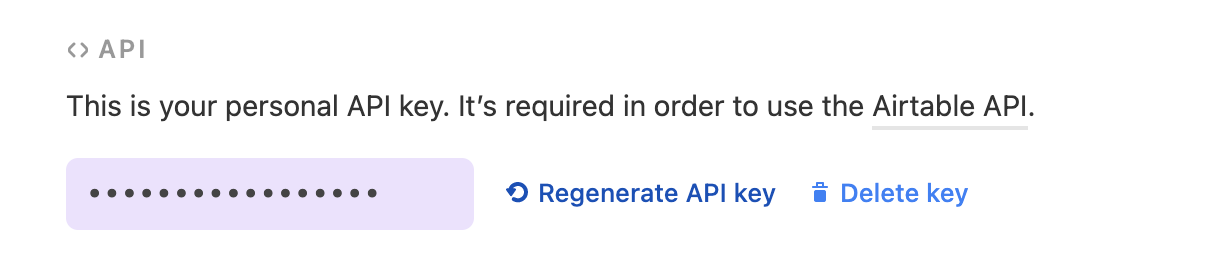 <> API
This is your personal API key. It’s required in order to use the Airtable API.
••••••••••••••••• Regenerate API key Delete key